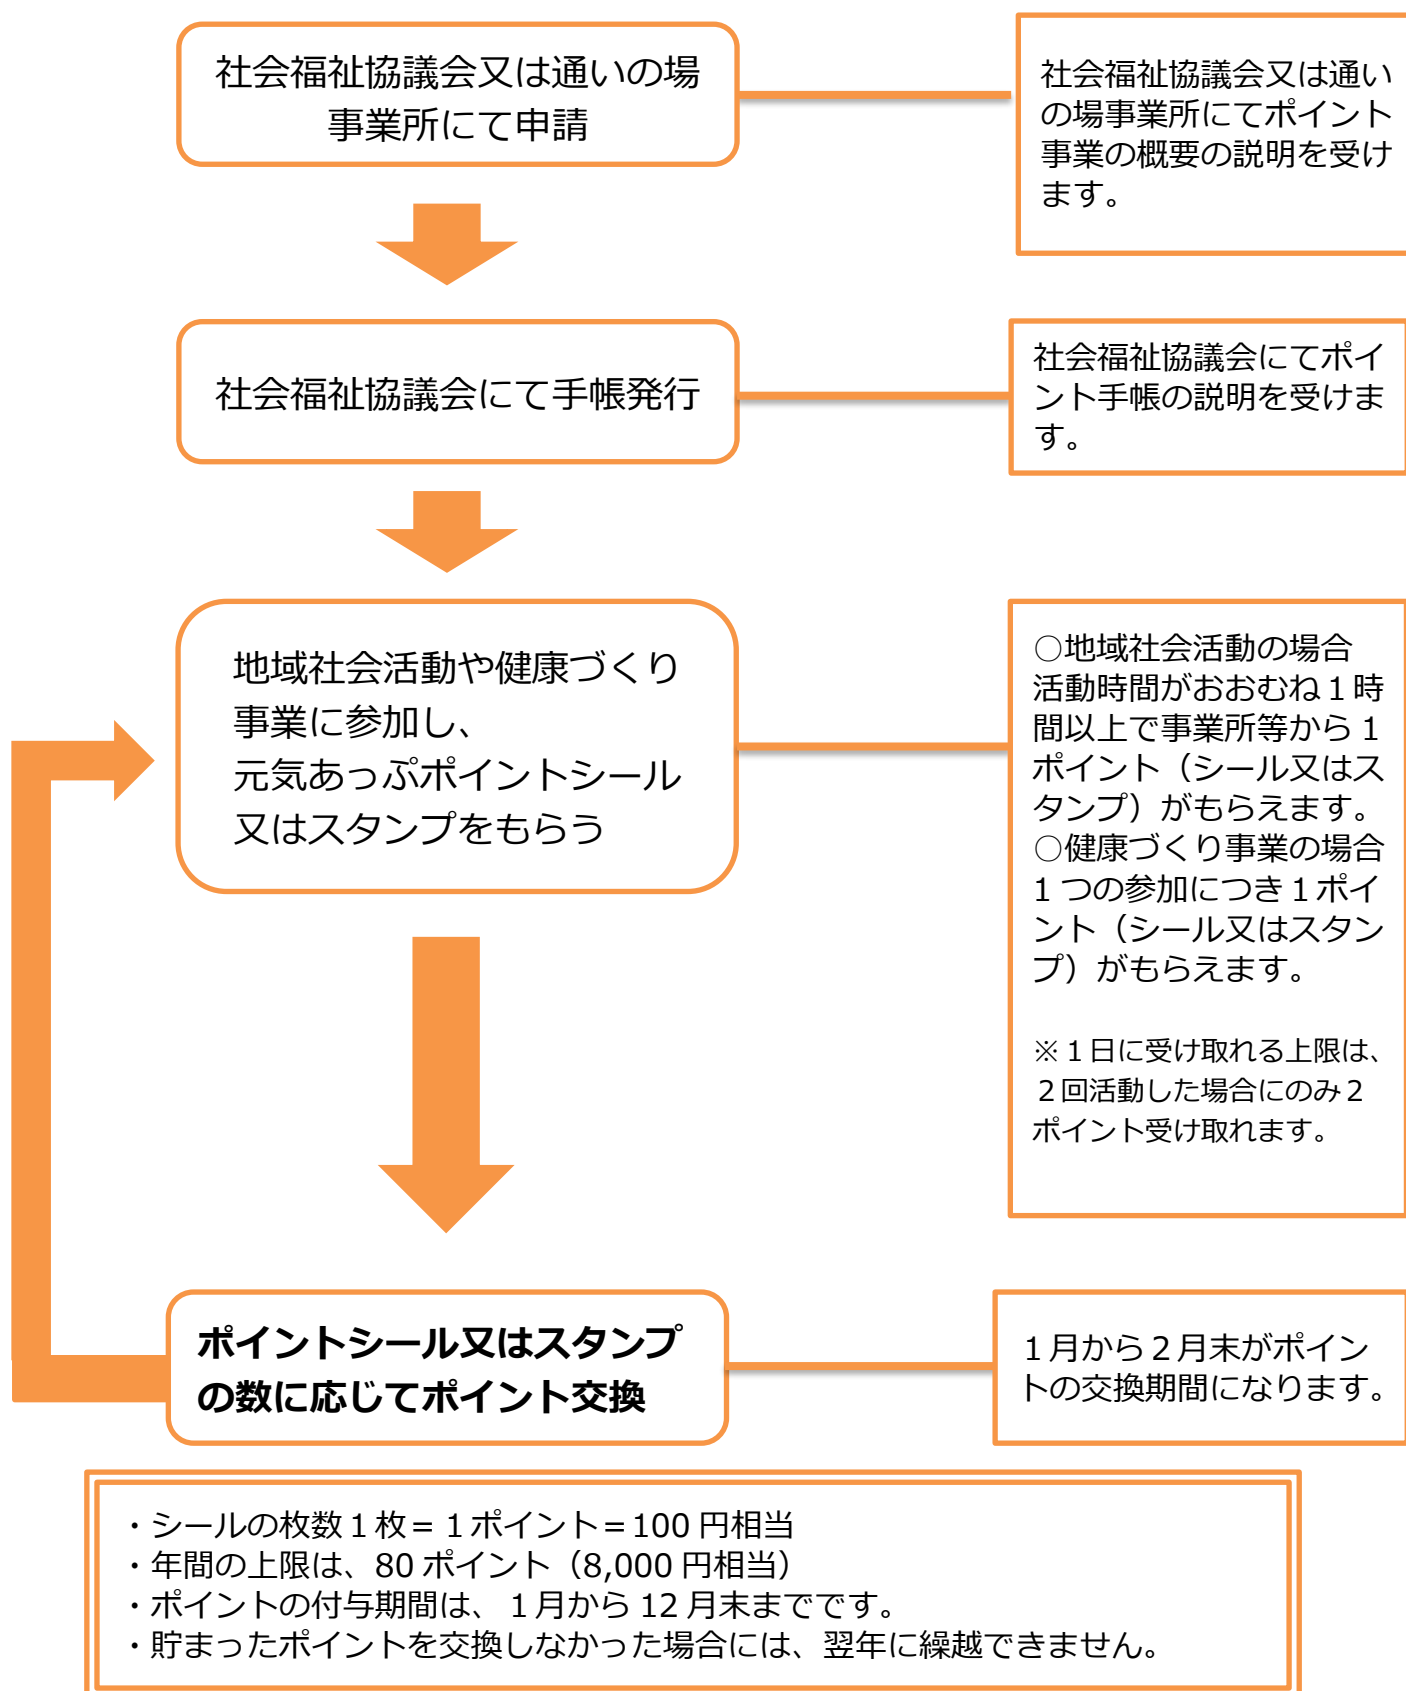 社会福祉協議会又は通いの場
事業所にて申請
社会福祉協議会又は通い
の場事業所にてポイント
事業の概要の説明を受け
ます。
社会福祉協議会にて手帳発行
社会福祉協議会にてポイ
ント手帳の説明を受けま
す。
地域社会活動や健康づくり
事業に参加し、
元気あっぷポイントシール
又はスタンプをもらう
○地域社会活動の場合
活動時間がおおむね１時
間以上で事業所等から１
ポイント（シール又はス
タンプ）がもらえます。
○健康づくり事業の場合
１つの参加につき１ポイ
ント（シール又はスタン
プ）がもらえます。
※１日に受け取れる上限は、
２回活動した場合にのみ２
ポイント受け取れます。
ポイントシール又はスタンプ
の数に応じてポイント交換
１月から２月末がポイン
トの交換期間になります。
・シールの枚数１枚＝１ポイント＝100 円相当
・年間の上限は、80 ポイント（8,000 円相当）
・ポイントの付与期間は、１月から 12 月末までです。
・貯まったポイントを交換しなかった場合には、翌年に繰越できません。